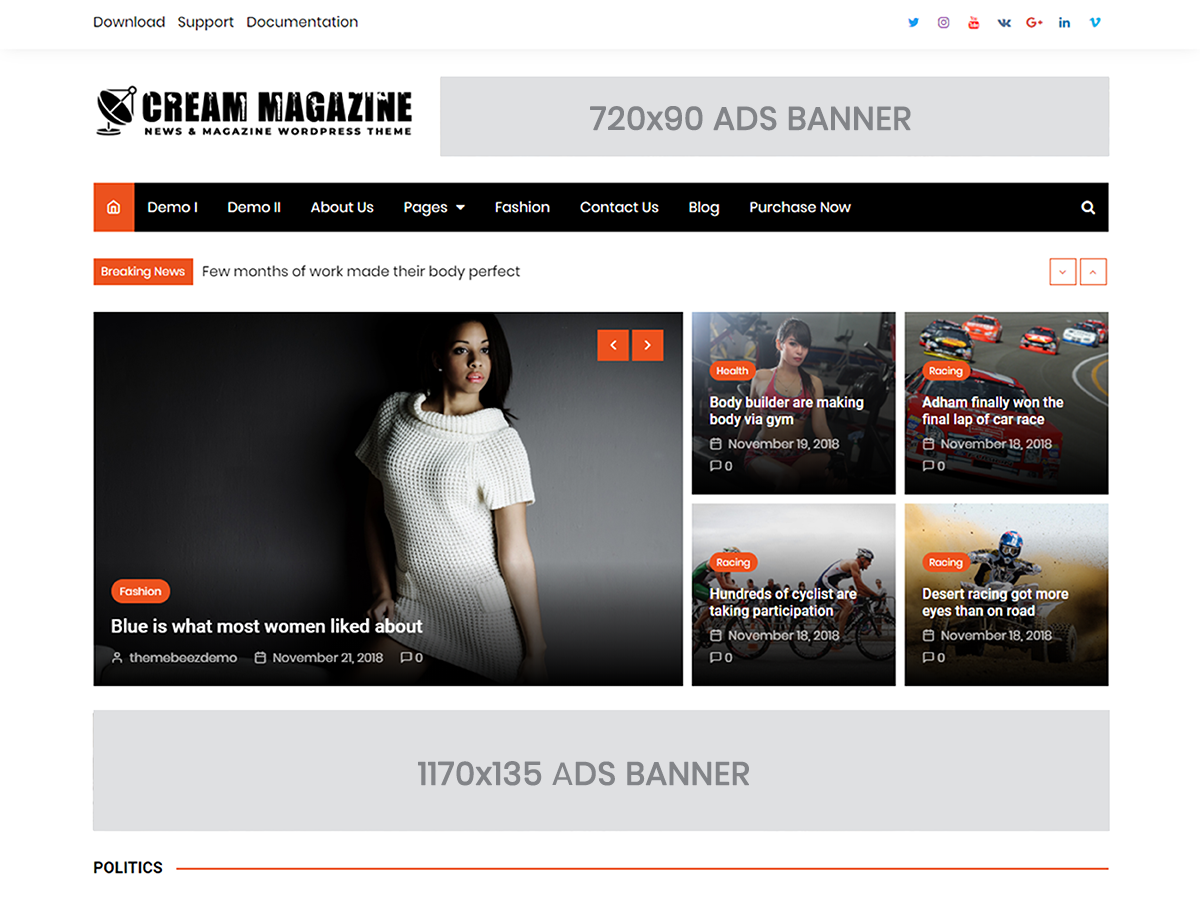 Download Support Documentation
CREAM MAGAZINE
NEWS & MAGAZINE WORDPRESS THEME
720x90 ADS BANNER
Demo I Demo II About Us Pages Fashion Contact Us Blog Purchase Now
Breaking News Few months of work made their body perfect
Fashion
Blue is what most women liked about
themebeezdemo November 21, 2018 0
Health
Body builder are making
body via gym
November 19, 2018
0
Racing
Adham finally won the
final lap of car race
November 18, 2018
0
Racing
Hundreds of cyclist are
taking participation
November 18, 2018
0
Racing
Desert racing got more
eyes than on road
November 18, 2018
0
1170x135 ADS BANNER
POLITICS